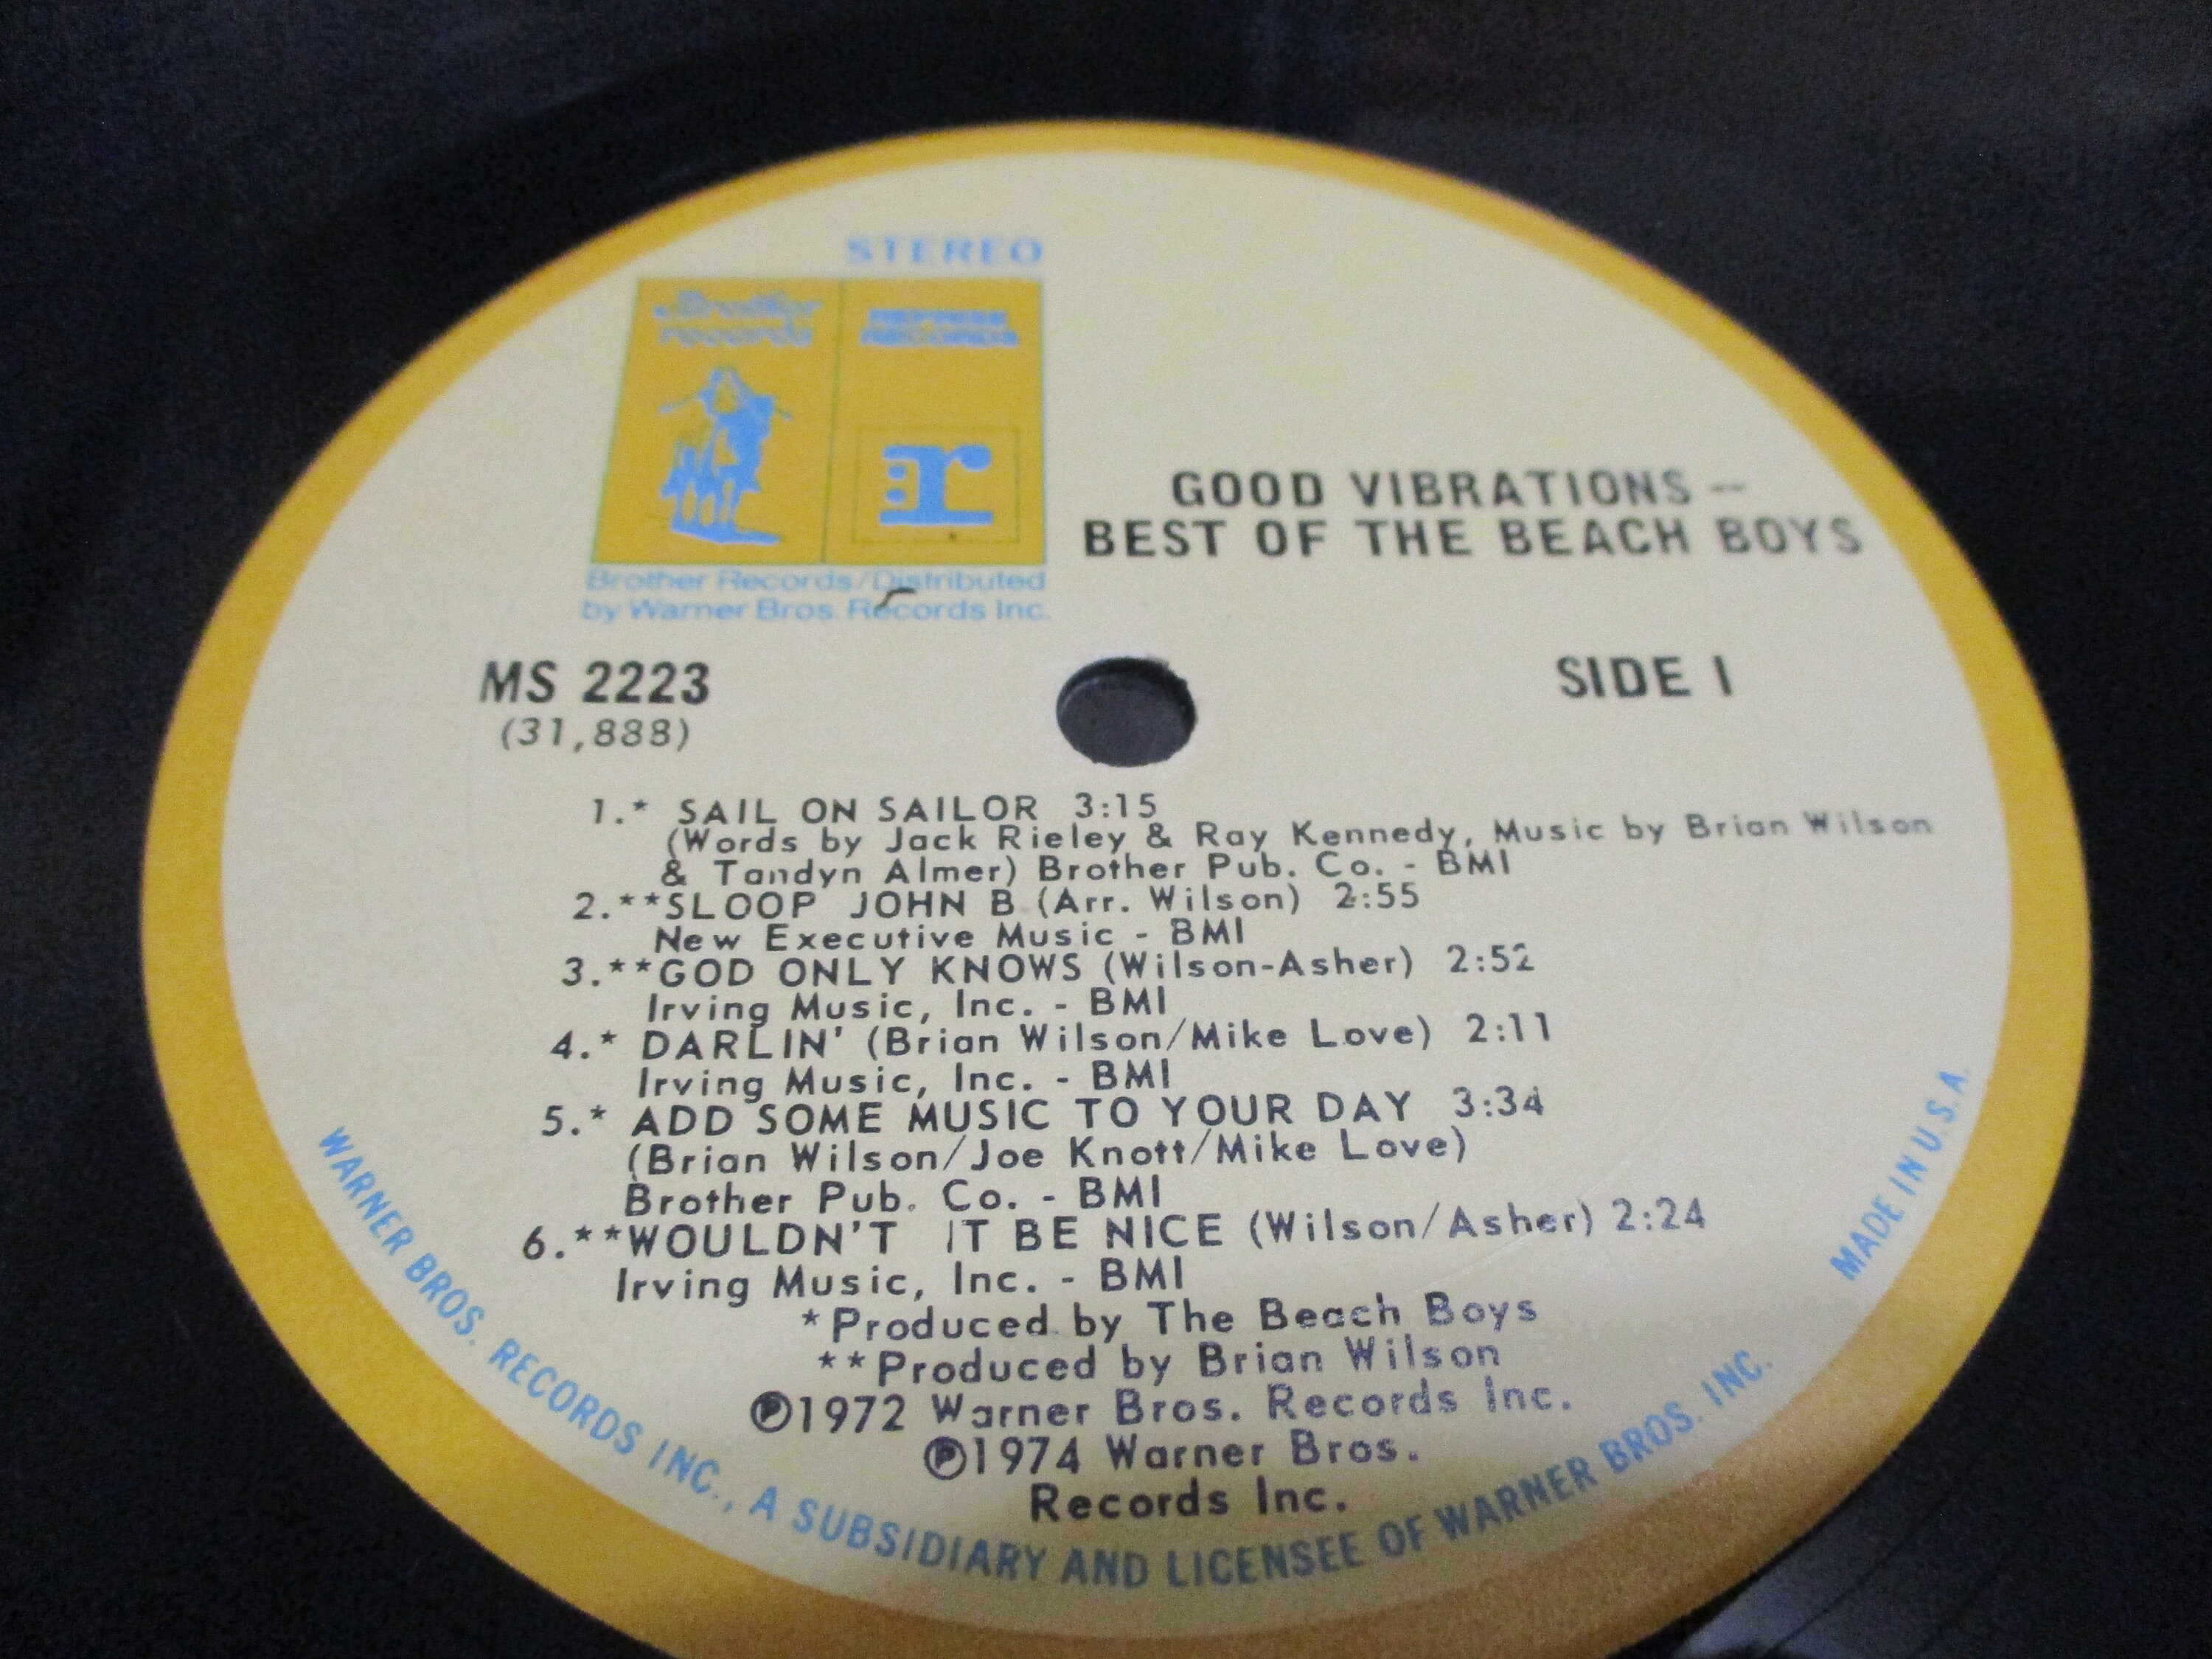 STEREO
Brother
records
REPRISE
RECORDS
r
Brother Records/Distributed
by Warner Bros. Records Inc.
GOOD VIBRATIONS --
BEST OF THE BEACH BOYS
MS 2223
(31,888)
SIDE 1
1.* SAIL ON SAILOR 3:15
(Words by Jack Rieley & Ray Kennedy, Music by Brian Wilson
& Tandyn Almer) Brother Pub. Co. - BMI
2.**SLOOP JOHN B (Arr. Wilson) 2:55
New Executive Music - BMI
3.**GOD ONLY KNOWS (Wilson-Asher) 2:52
Irving Music, Inc. - BMI
4.* DARLIN' (Brian Wilson/Mike Love) 2:11
Irving Music, Inc. - BMI
5.* ADD SOME MUSIC TO YOUR DAY 3:34
(Brian Wilson/Joe Knott/Mike Love)
Brother Pub. Co. - BMI
6.**WOULDN'T IT BE NICE (Wilson/Asher) 2:24
Irving Music, Inc. - BMI
*Produced by The Beach Boys
**Produced by Brian Wilson
℗1972 Warner Bros. Records Inc.
℗1974 Warner Bros.
Records Inc.
WARNER BROS. RECORDS INC., A SUBSIDIARY AND LICENSEE OF WARNER BROS. INC.
MADE IN U.S.A.